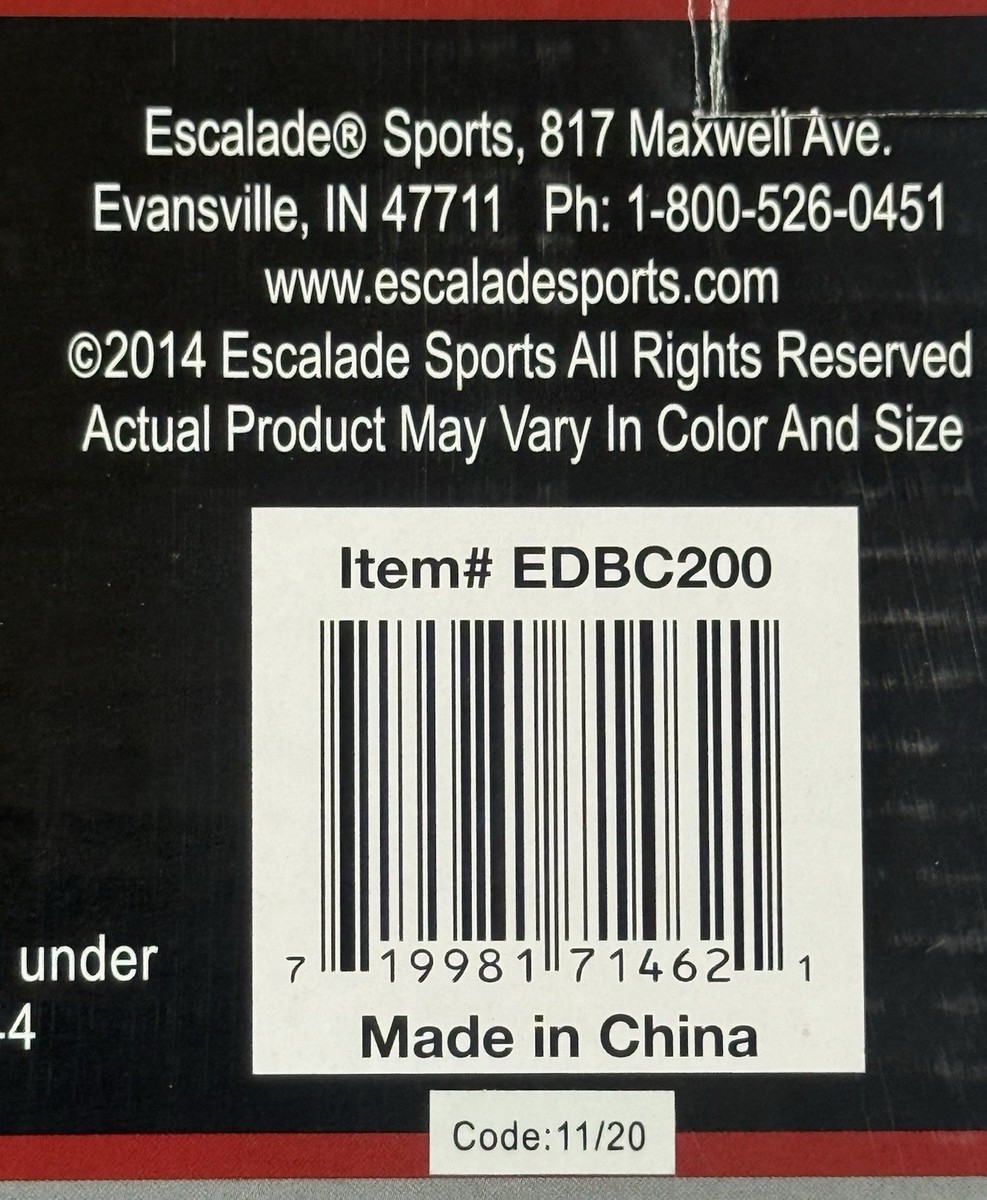 Escalade® Sports, 817 Maxwell Ave.
Evansville, IN 47711 Ph: 1-800-526-0451
www.escaladesports.com
©2014 Escalade Sports All Rights Reserved
Actual Product May Vary In Color And Size
Item# EDBC200
7 19981 71462 1
Made in China
under
-4
Code:11/20